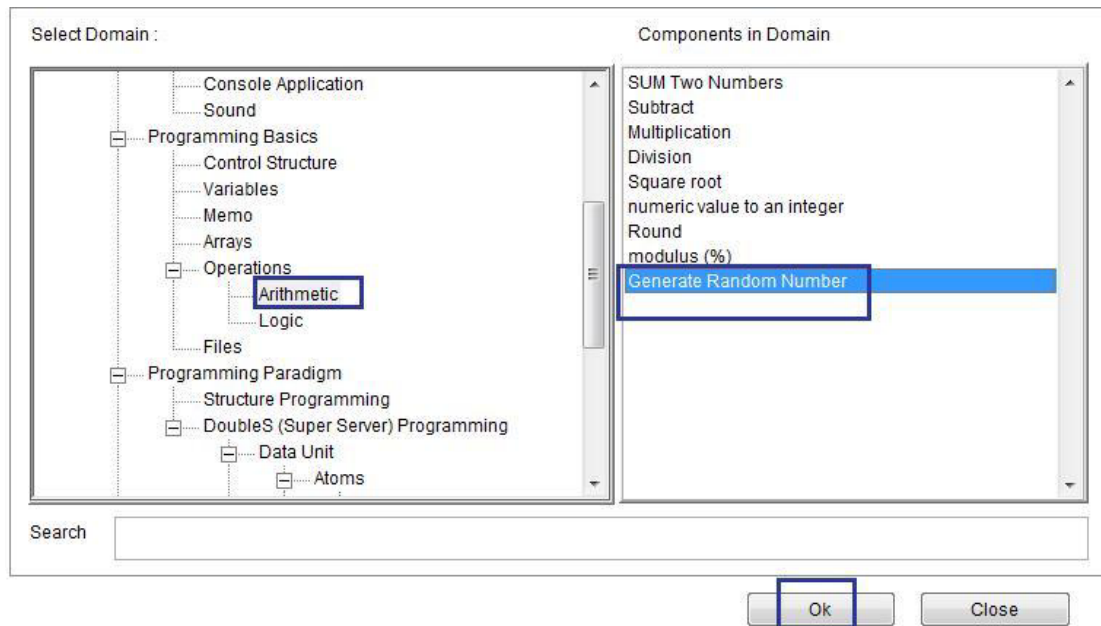 Select Domain :
Components in Domain
Console Application
Sound
Programming Basics
Control Structure
Variables
Memo
Arrays
Operations
Arithmetic
Logic
Files
Programming Paradigm
Structure Programming
DoubleS (Super Server) Programming
Data Unit
Atoms
SUM Two Numbers
Subtract
Multiplication
Division
Square root
numeric value to an integer
Round
modulus (%)
Generate Random Number
Search
Ok
Close